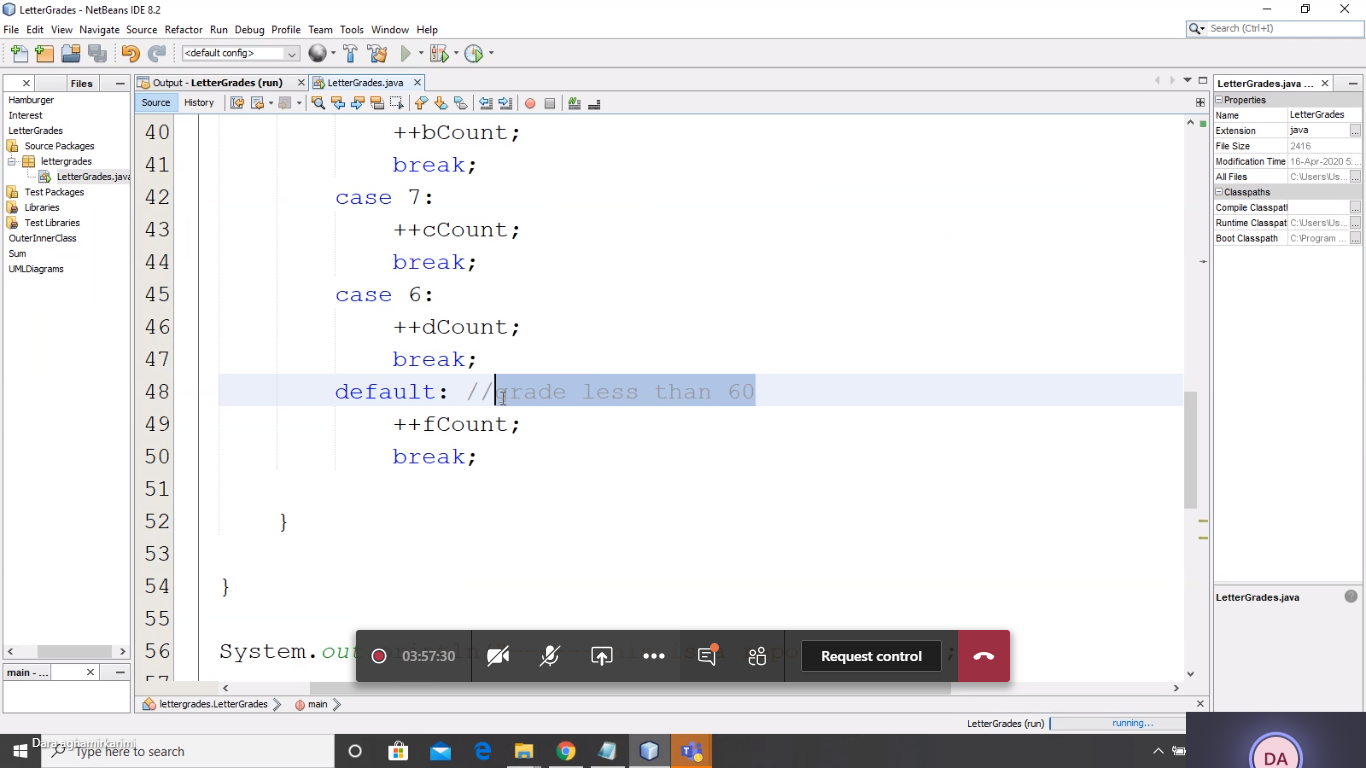 LetterGrades - NetBeans IDE 8.2
File Edit View Navigate Source Refactor Run Debug Profile Team Tools Window Help
Search (Ctrl+I)
<default config>
Files
Output - LetterGrades (run)
LetterGrades.java
LetterGrades.java ...
Source History
Hamburger
Interest
LetterGrades
Source Packages
lettergrades
LetterGrades.java
Test Packages
Libraries
Test Libraries
OuterInnerClass
Sum
UMLDiagrams
main - ...
40 ++bCount;
41 break;
42 case 7:
43 ++cCount;
44 break;
45 case 6:
46 ++dCount;
47 break;
48 default: //grade less than 60
49 ++fCount;
50 break;
51
52 }
53
54 }
55
56 System.out
Properties
Name LetterGrades
Extension java
File Size 2416
Modification Time 16-Apr-2020 5:...
All Files C:\Users\Us...
Classpaths
Compile Classpatl
Runtime Classpat C:\Users\Us...
Boot Classpath C:\Program ...
LetterGrades.java
03:57:30
Request control
lettergrades.LetterGrades
main
LetterGrades (run)
running...
Dara aghamirkarimi
Type here to search
DA